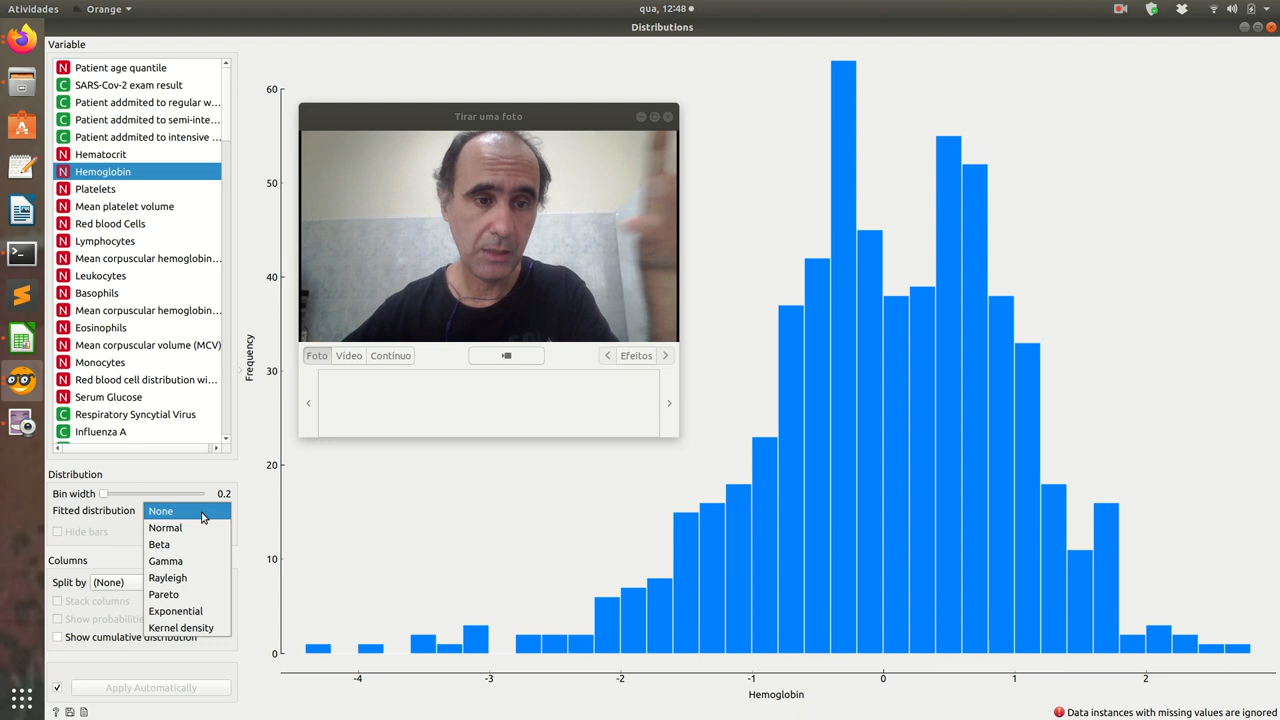 Atividades
Orange
qua, 12:48
Distributions
Variable
N Patient age quantile
C SARS-Cov-2 exam result
C Patient addmited to regular w…
C Patient addmited to semi-inte…
C Patient addmited to intensive …
N Hematocrit
N Hemoglobin
N Platelets
N Mean platelet volume
N Red blood Cells
N Lymphocytes
N Mean corpuscular hemoglobin…
N Leukocytes
N Basophils
N Mean corpuscular hemoglobin…
N Eosinophils
N Mean corpuscular volume (MCV)
N Monocytes
N Red blood cell distribution wi…
N Serum Glucose
C Respiratory Syncytial Virus
C Influenza A
Distribution
Bin width 0.2
Fitted distribution
None
Normal
Beta
Gamma
Rayleigh
Pareto
Exponential
Kernel density
Hide bars
Columns
Split by (None)
Stack columns
Show probabilitie
Show cumulative distribution
Apply Automatically
?
Tirar uma foto
Foto Vídeo Contínuo
Efeitos
Frequency
60
50
40
30
20
10
0
-4 -3 -2 -1 0 1 2
Hemoglobin
Data instances with missing values are ignored